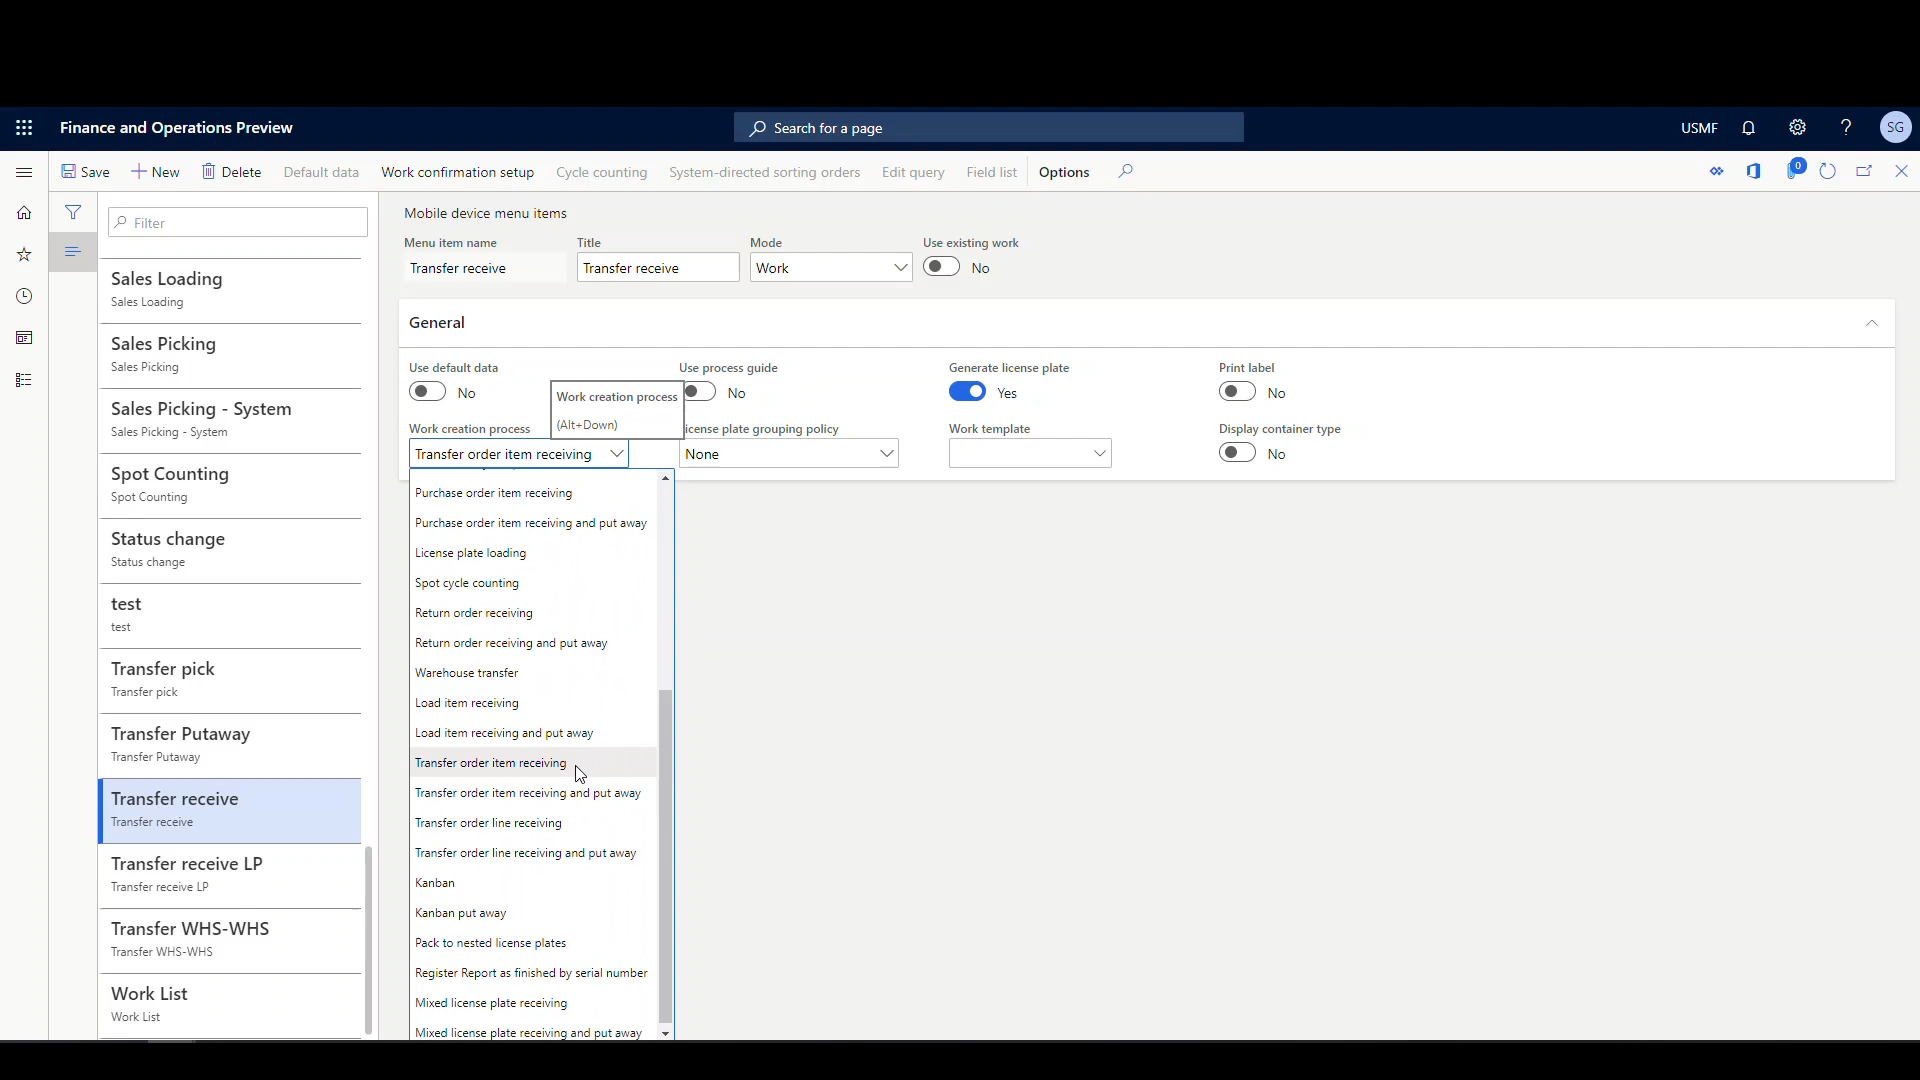 Finance and Operations Preview
Search for a page
USMF
SG
Save
New
Delete
Default data
Work confirmation setup
Cycle counting
System-directed sorting orders
Edit query
Field list
Options
0
Filter
Sales Loading
Sales Loading
Sales Picking
Sales Picking
Sales Picking - System
Sales Picking - System
Spot Counting
Spot Counting
Status change
Status change
test
test
Transfer pick
Transfer pick
Transfer Putaway
Transfer Putaway
Transfer receive
Transfer receive
Transfer receive LP
Transfer receive LP
Transfer WHS-WHS
Transfer WHS-WHS
Work List
Work List
Mobile device menu items
Menu item name
Title
Mode
Use existing work
Transfer receive
Transfer receive
Work
No
General
Use default data
No
Use process guide
No
Generate license plate
Yes
Print label
No
Work creation process
(Alt+Down)
Work creation process
Transfer order item receiving
icense plate grouping policy
None
Work template
Display container type
No
Purchase order item receiving
Purchase order item receiving and put away
License plate loading
Spot cycle counting
Return order receiving
Return order receiving and put away
Warehouse transfer
Load item receiving
Load item receiving and put away
Transfer order item receiving
Transfer order item receiving and put away
Transfer order line receiving
Transfer order line receiving and put away
Kanban
Kanban put away
Pack to nested license plates
Register Report as finished by serial number
Mixed license plate receiving
Mixed license plate receiving and put away